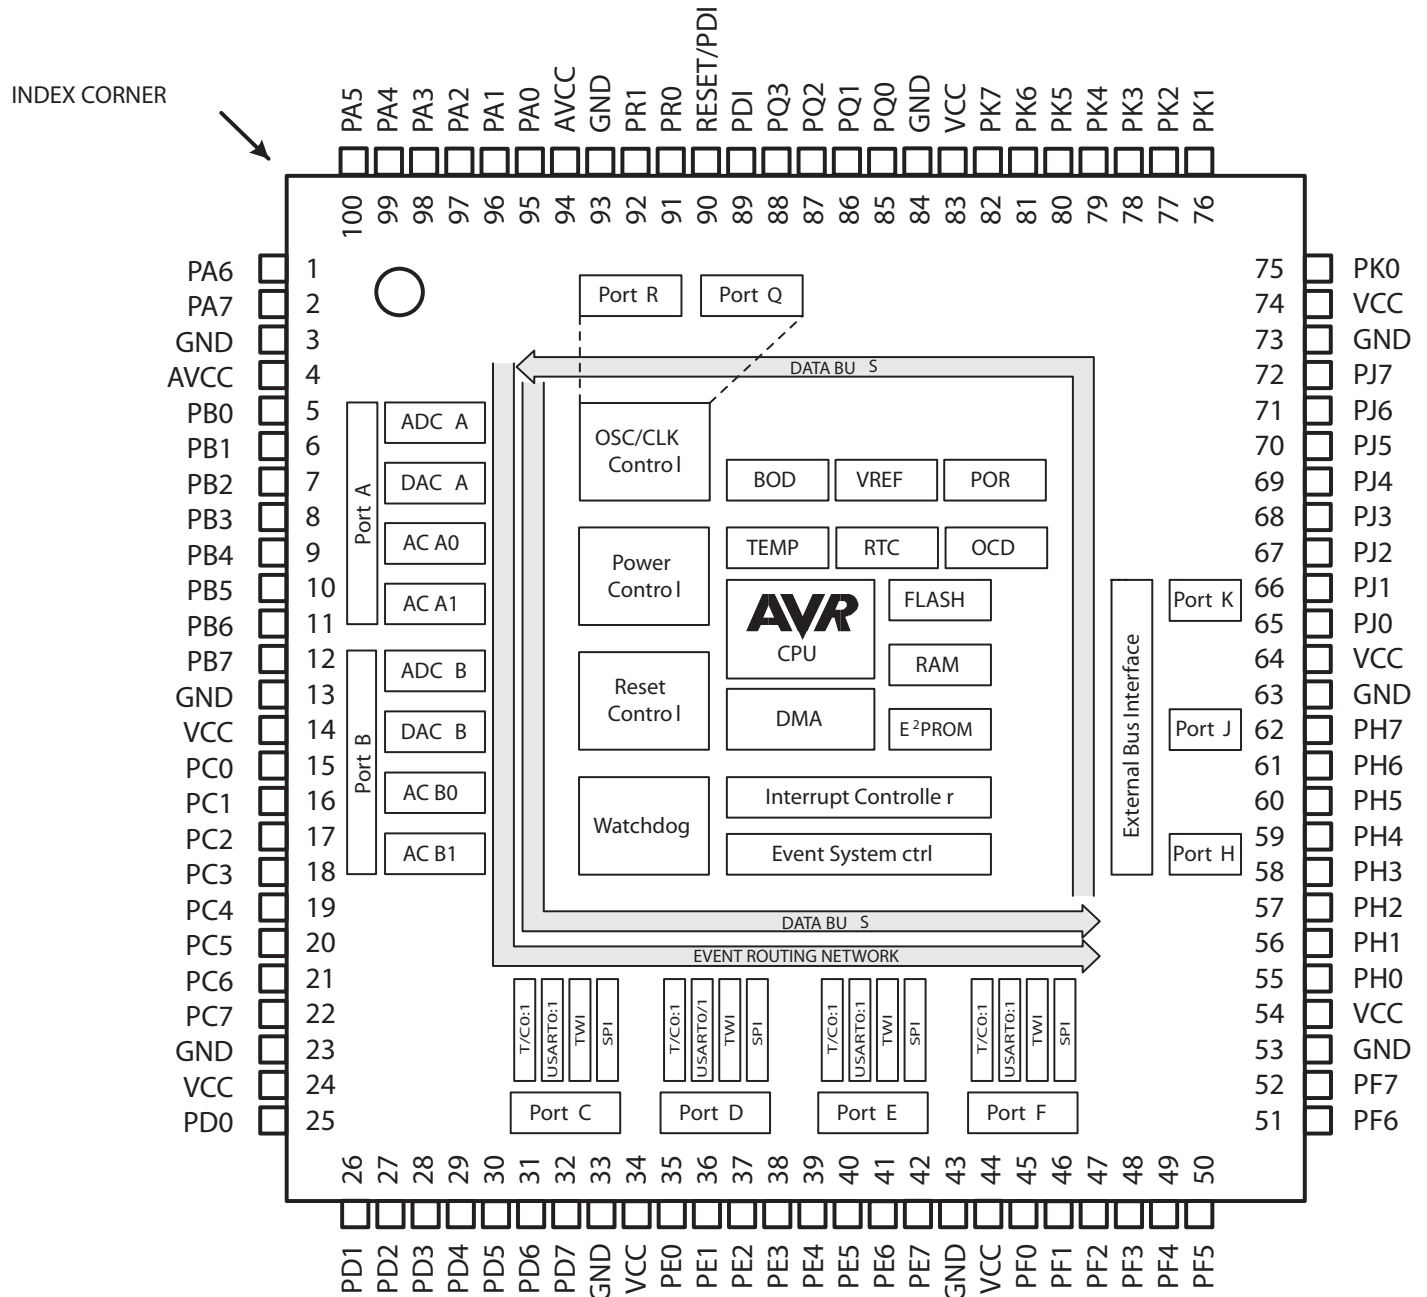 INDEX CORNER
PA5
PA4
PA3
PA2
PA1
PA0
AVCC
GND
PR1
PR0
RESET/PDI
PDI
PQ3
PQ2
PQ1
PQ0
GND
VCC
PK7
PK6
PK5
PK4
PK3
PK2
PK1
100
99
98
97
96
95
94
93
92
91
90
89
88
87
86
85
84
83
82
81
80
79
78
77
76
PA6 1
PA7 2
GND 3
AVCC 4
PB0 5
PB1 6
PB2 7
PB3 8
PB4 9
PB5 10
PB6 11
PB7 12
GND 13
VCC 14
PC0 15
PC1 16
PC2 17
PC3 18
PC4 19
PC5 20
PC6 21
PC7 22
GND 23
VCC 24
PD0 25
Port R
Port Q
DATA BU S
Port A
ADC A
DAC A
AC A0
AC A1
Port B
ADC B
DAC B
AC B0
AC B1
OSC/CLK
Control
Power
Control
Reset
Control
Watchdog
BOD
VREF
POR
TEMP
RTC
OCD
AVR
CPU
FLASH
RAM
DMA
E²PROM
Interrupt Controlle r
Event System ctrl
External Bus Interface
Port K
Port J
Port H
DATA BU S
EVENT ROUTING NETWORK
T/C0:1
USART0:1
TWI
SPI
T/C0:1
USART0/1
TWI
SPI
T/C0:1
USART0:1
TWI
SPI
T/C0:1
USART0:1
TWI
SPI
Port C
Port D
Port E
Port F
75 PK0
74 VCC
73 GND
72 PJ7
71 PJ6
70 PJ5
69 PJ4
68 PJ3
67 PJ2
66 PJ1
65 PJ0
64 VCC
63 GND
62 PH7
61 PH6
60 PH5
59 PH4
58 PH3
57 PH2
56 PH1
55 PH0
54 VCC
53 GND
52 PF7
51 PF6
26
27
28
29
30
31
32
33
34
35
36
37
38
39
40
41
42
43
44
45
46
47
48
49
50
PD1
PD2
PD3
PD4
PD5
PD6
PD7
GND
VCC
PE0
PE1
PE2
PE3
PE4
PE5
PE6
PE7
GND
VCC
PF0
PF1
PF2
PF3
PF4
PF5